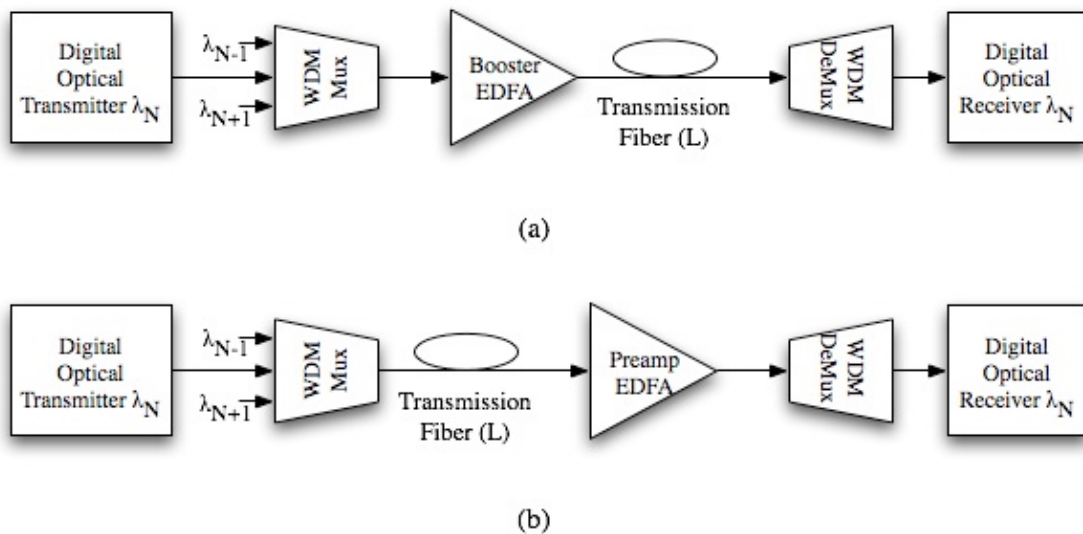 Digital
Optical
Transmitter λN
λN-1
λN+1
WDM
Mux
Booster
EDFA
Transmission
Fiber (L)
WDM
DeMux
Digital
Optical
Receiver λN
(a)
Digital
Optical
Transmitter λN
λN-1
λN+1
WDM
Mux
Transmission
Fiber (L)
Preamp
EDFA
WDM
DeMux
Digital
Optical
Receiver λN
(b)